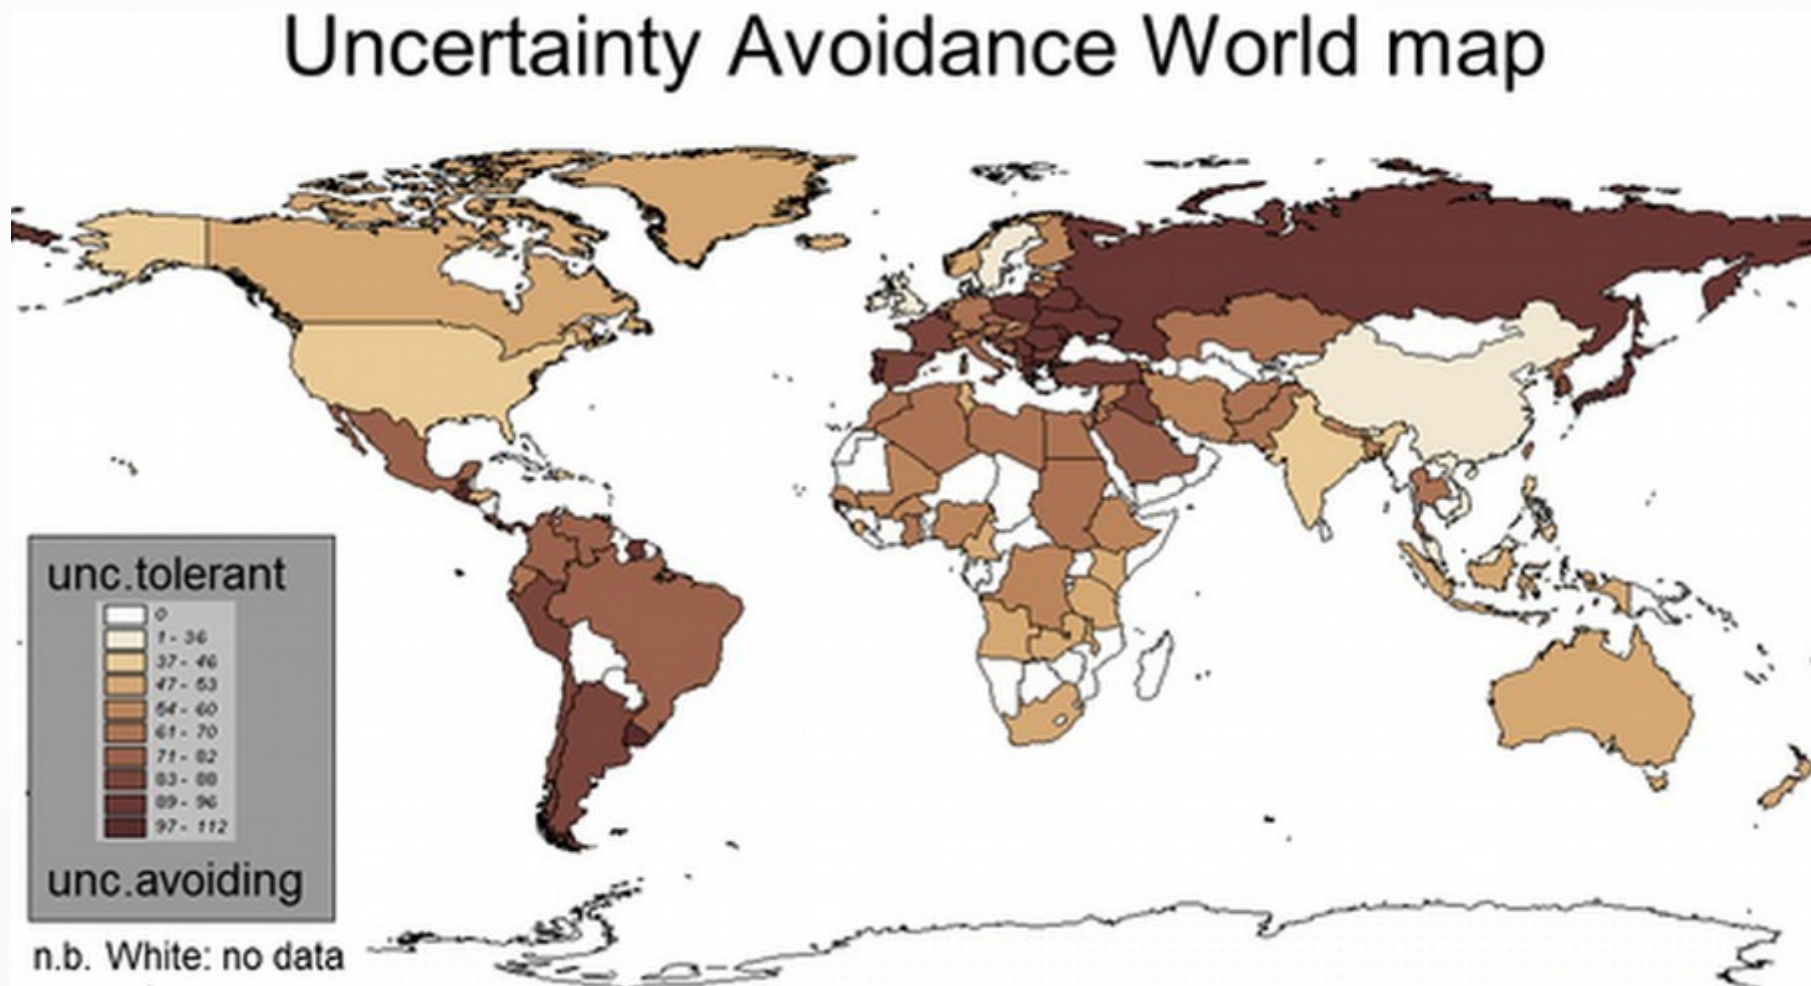 Uncertainty Avoidance World map
unc.tolerant
0
1 - 36
37 - 46
47 - 53
54 - 60
61 - 70
71 - 82
83 - 88
89 - 96
97 - 112
unc.avoiding
n.b. White: no data